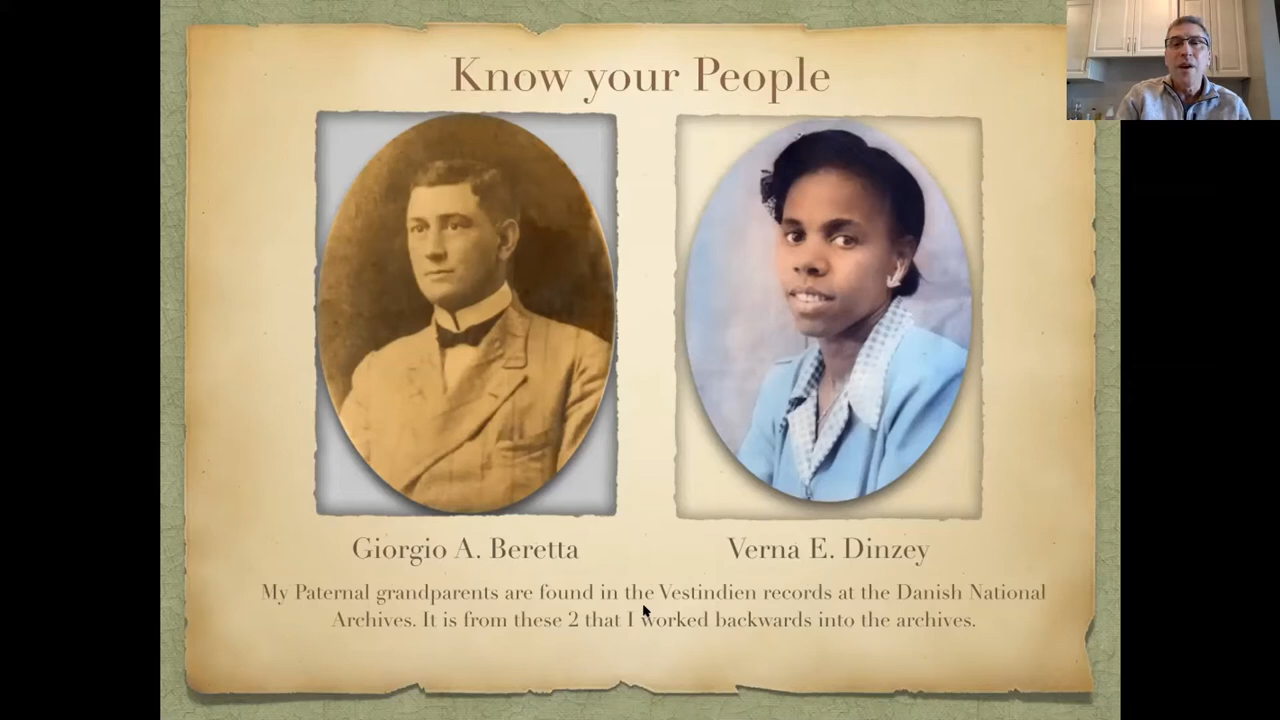 Know your People
Giorgio A. Beretta
Verna E. Dinzey
My Paternal grandparents are found in the Vestindien records at the Danish National
Archives. It is from these 2 that I worked backwards into the archives.